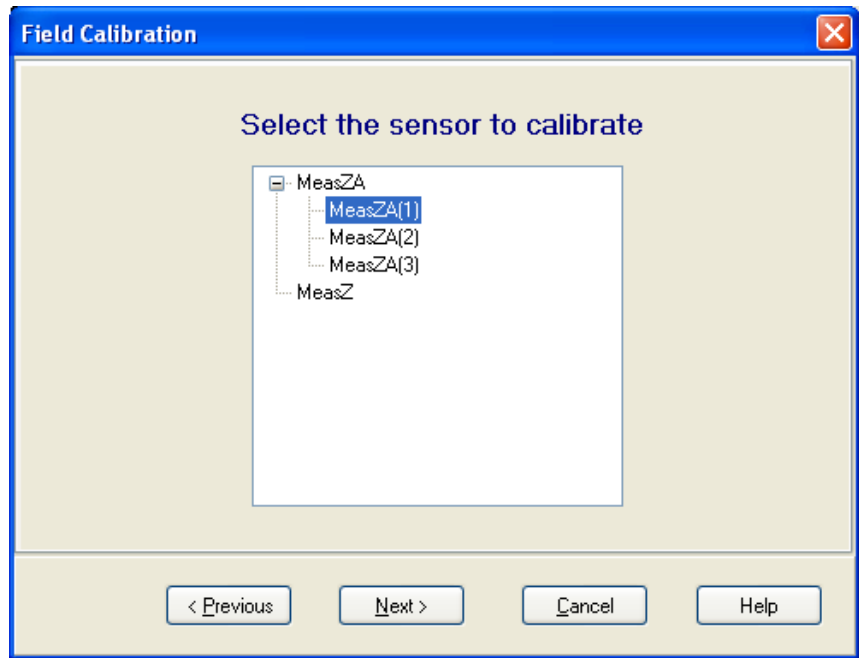 Field Calibration
Select the sensor to calibrate
MeasZA
MeasZA(1)
MeasZA(2)
MeasZA(3)
MeasZ
< Previous Next > Cancel Help